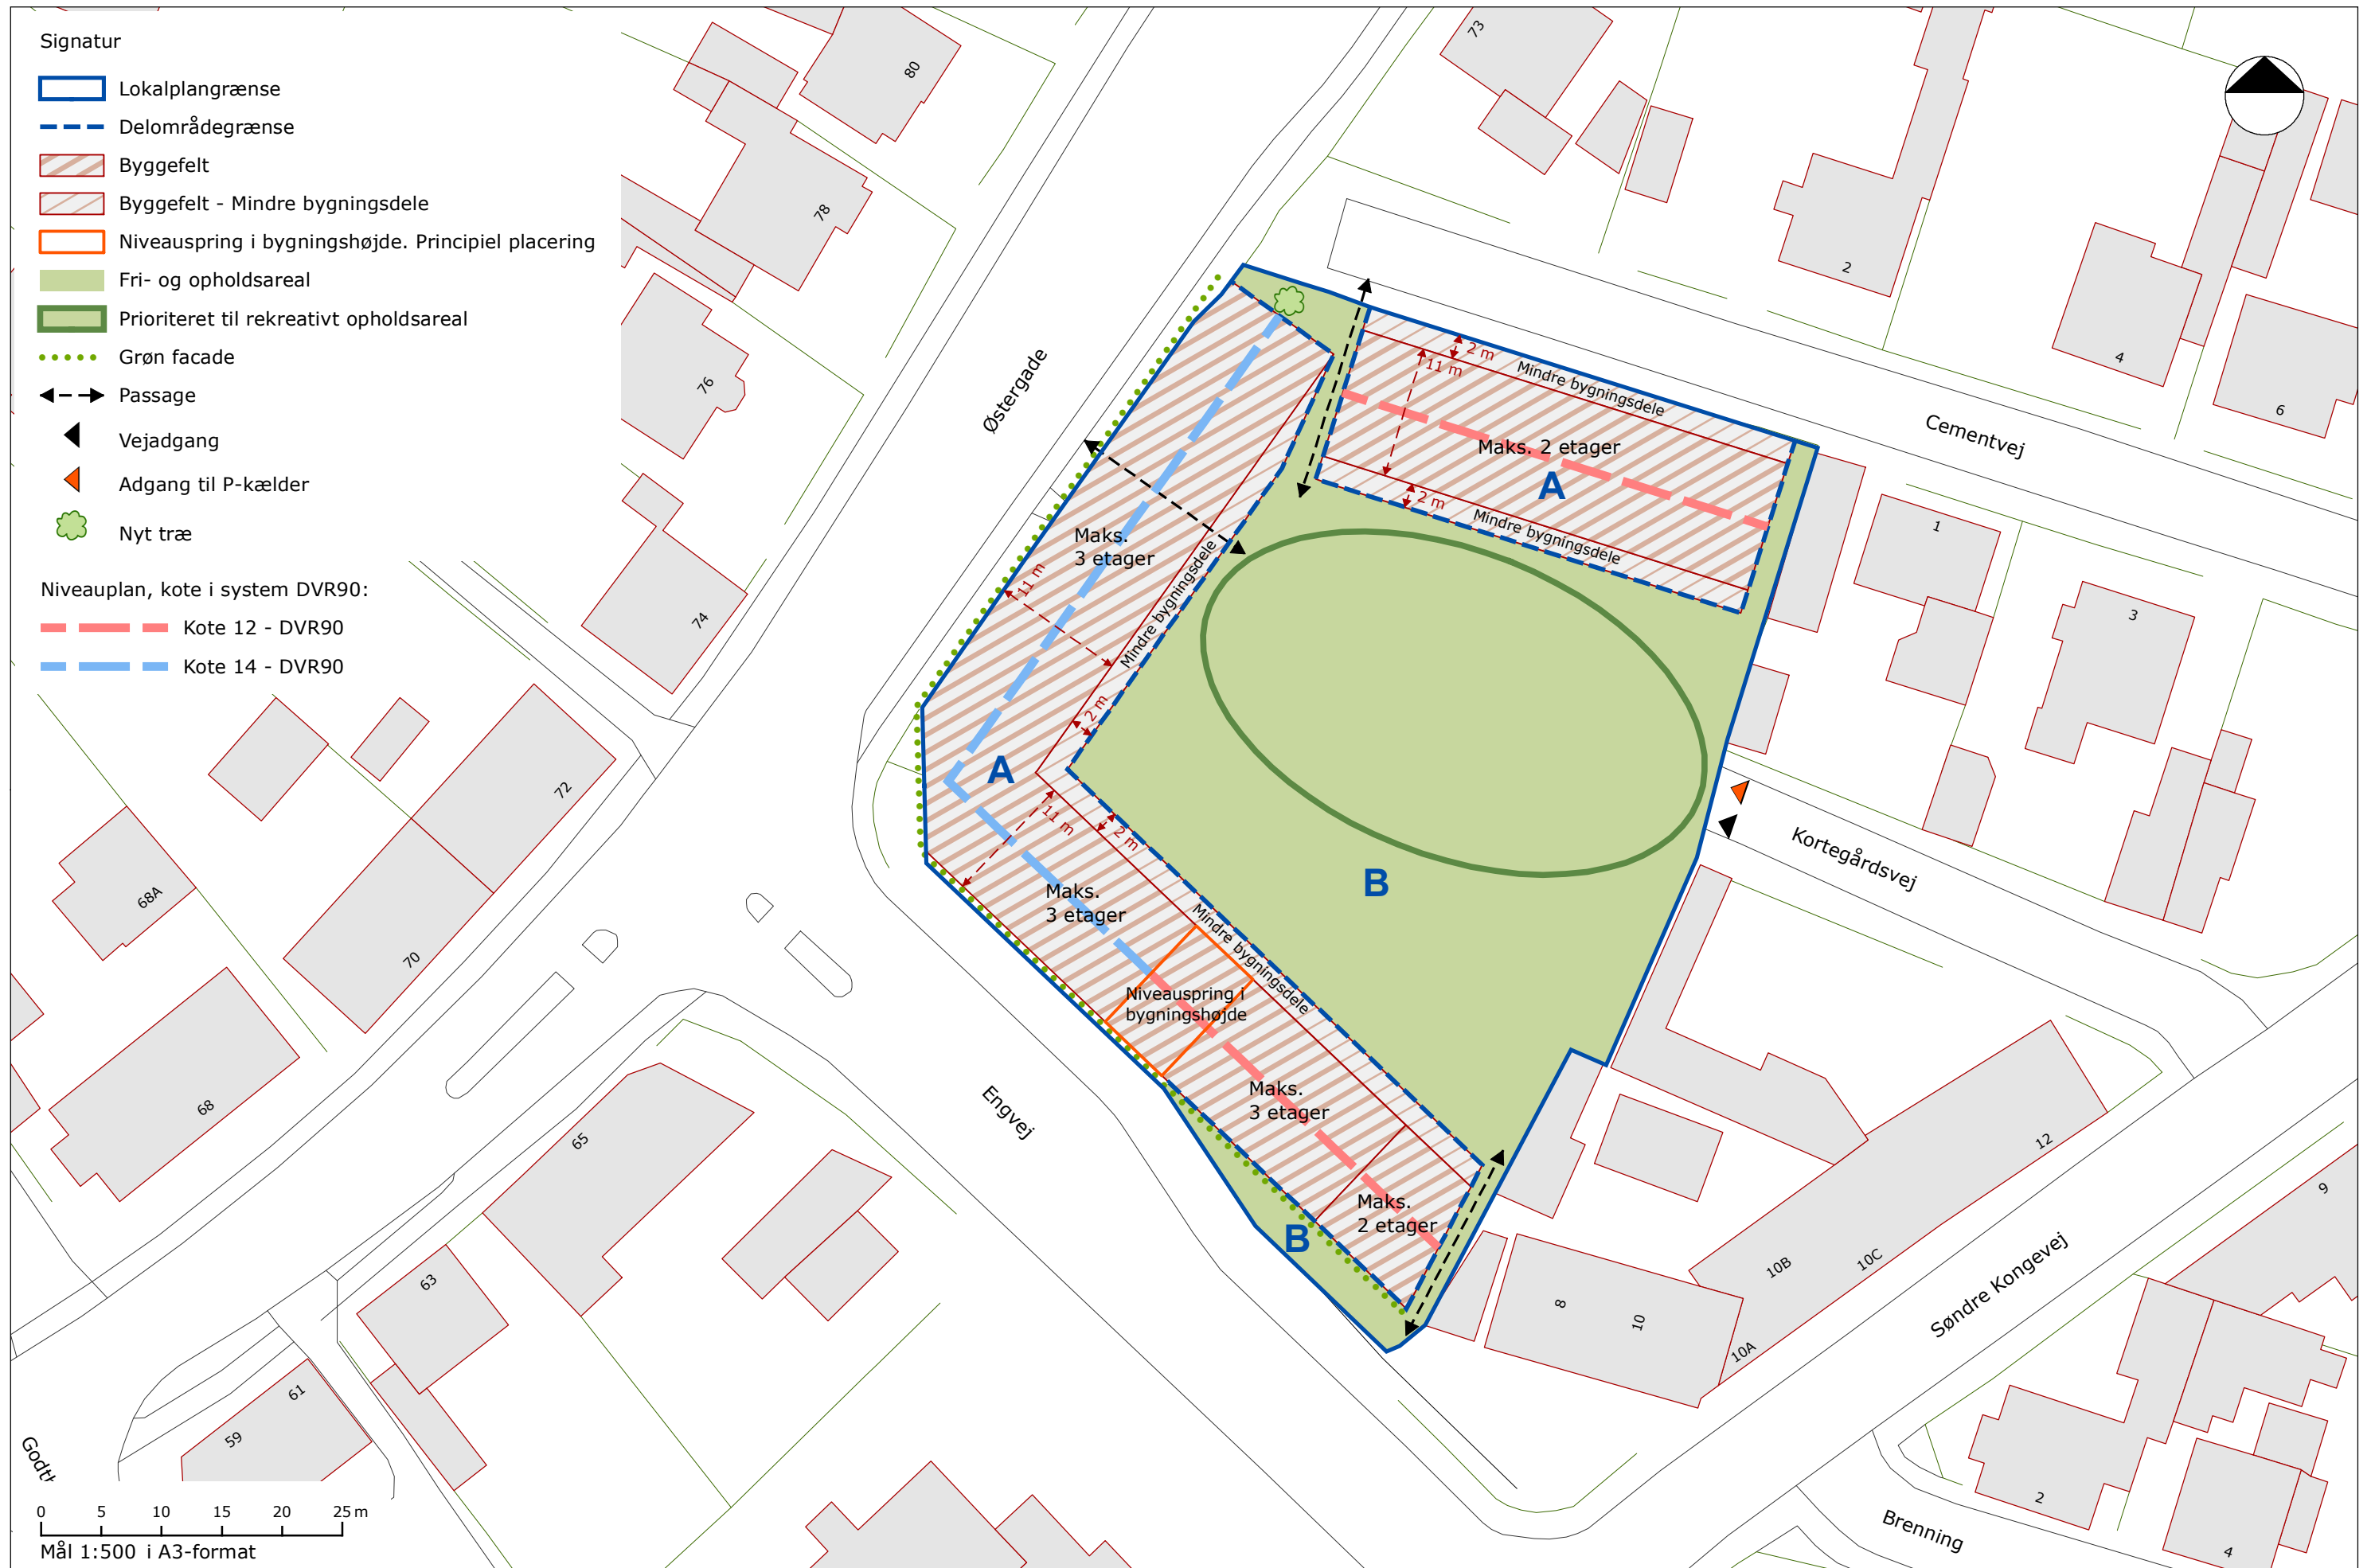 Signatur
Lokalplangrænse
Delområdegrænse
Byggefelt
Byggefelt - Mindre bygningsdele
Niveauspring i bygningshøjde. Principiel placering
Fri- og opholdsareal
Prioriteret til rekreativt opholdsareal
Grøn facade
Passage
Vejadgang
Adgang til P-kælder
Nyt træ
Niveauplan, kote i system DVR90:
Kote 12 - DVR90
Kote 14 - DVR90
80
78
76
74
72
70
68A
68
65
63
61
59
73
2
4
6
1
3
Østergade
Cementvej
Kortegårdsvej
Engvej
Søndre Kongevej
Brenning
2 m
11 m
Mindre bygningsdele
Maks. 2 etager
A
2 m
Mindre bygningsdele
Maks.
3 etager
11 m
Mindre bygningsdele
2 m
A
11 m
2 m
Maks.
3 etager
Mindre bygningsdele
B
Niveauspring i
bygningshøjde
Maks.
3 etager
Maks.
2 etager
B
12
10B
10C
10A
8
10
9
2
4
0 5 10 15 20 25 m
Mål 1:500 i A3-format